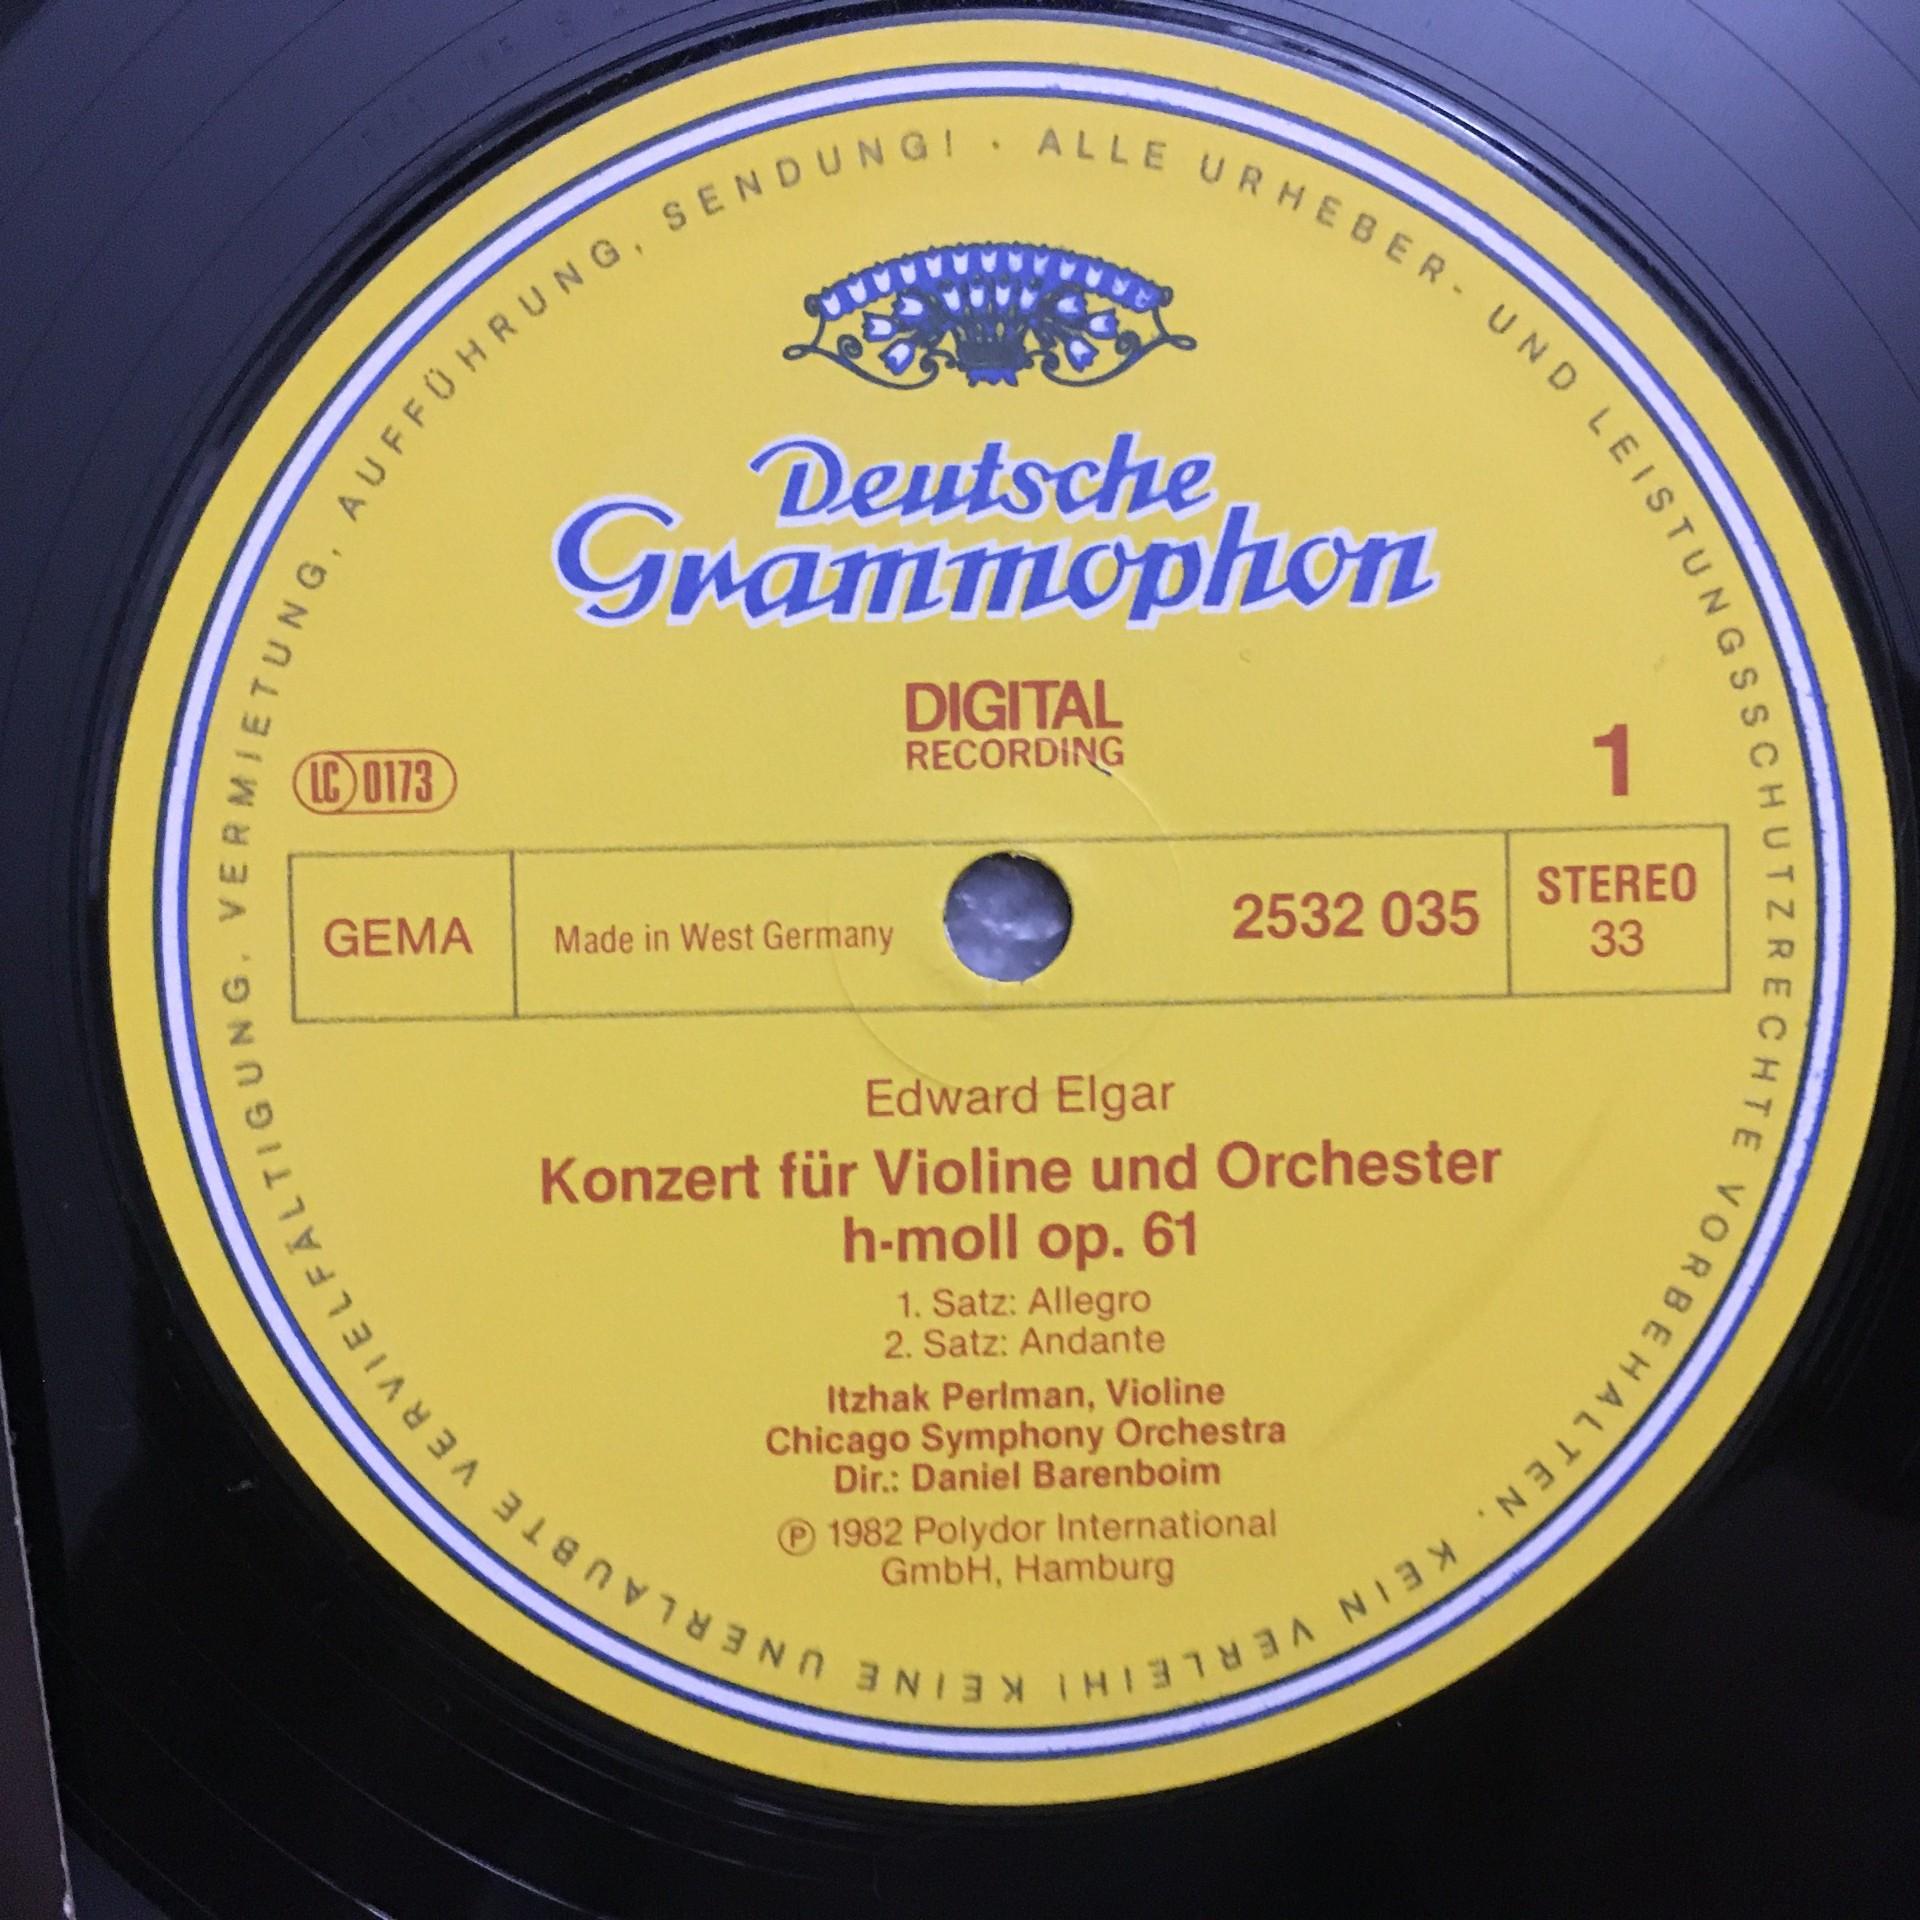 ALLE URHEBER- UND LEISTUNGSSCHUTZRECHTE VORBEHALTEN. KEIN VERLEIH! KEINE UNERLAUBTE VERVIELFÄLTIGUNG, VERMIETUNG, AUFFÜHRUNG, SENDUNG! ·
Deutsche
Grammophon
DIGITAL
RECORDING
LC 0173
1
GEMA
Made in West Germany
2532 035
STEREO
33
Edward Elgar
Konzert für Violine und Orchester
h-moll op. 61
1. Satz: Allegro
2. Satz: Andante
Itzhak Perlman, Violine
Chicago Symphony Orchestra
Dir.: Daniel Barenboim
Ⓟ 1982 Polydor International
GmbH, Hamburg